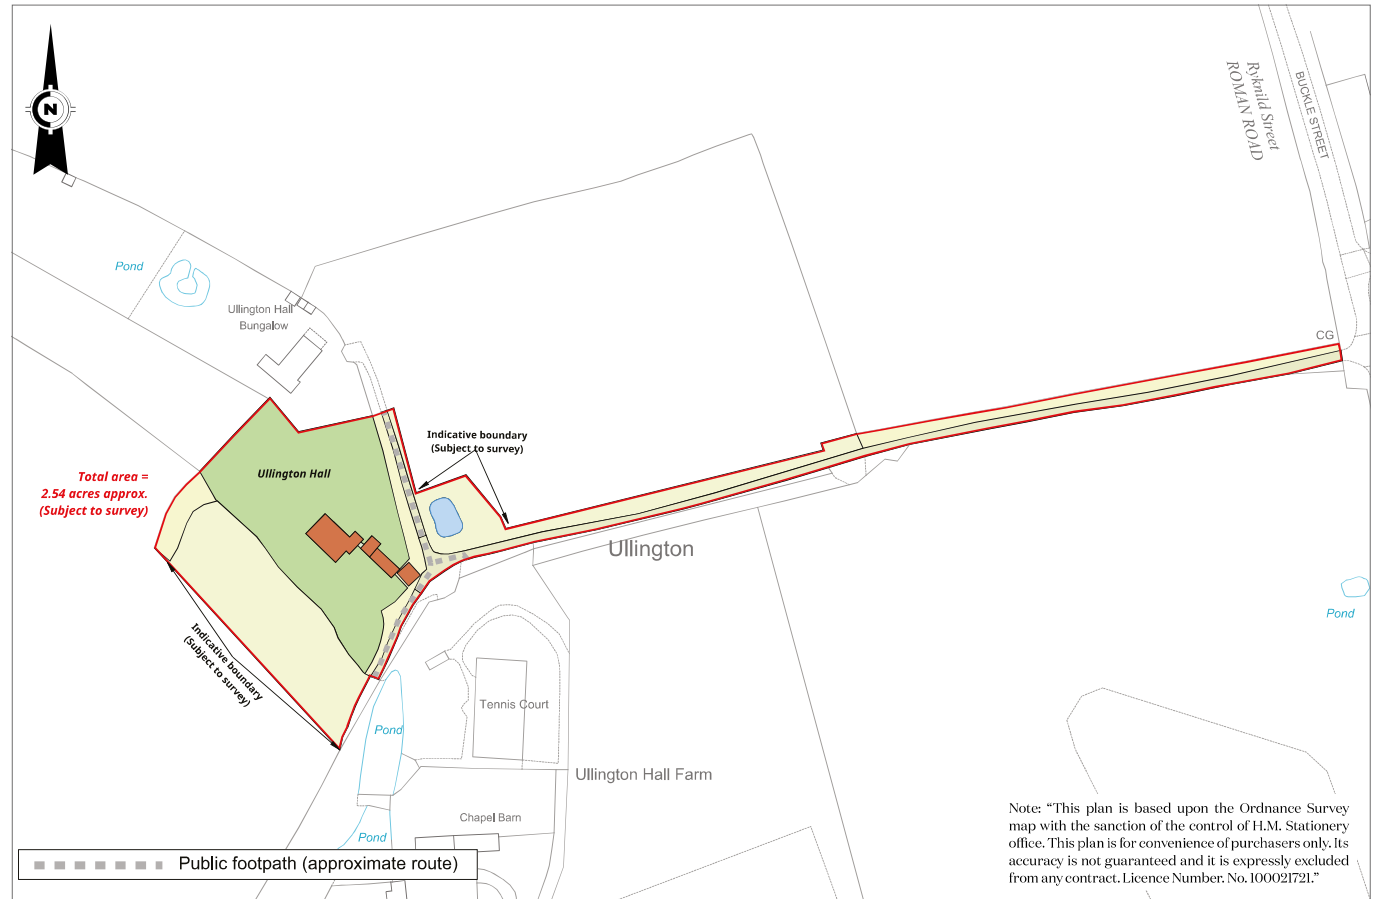 N
Ryknild Street
ROMAN ROAD
BUCKLE STREET
Pond
Ullington Hall
Bungalow
CG
Indicative boundary
(Subject to survey)
Ullington Hall
Total area =
2.54 acres approx.
(Subject to survey)
Ullington
Pond
Indicative boundary
(Subject to survey)
Tennis Court
Pond
Ullington Hall Farm
Chapel Barn
Pond
Public footpath (approximate route)
Note: “This plan is based upon the Ordnance Survey
map with the sanction of the control of H.M. Stationery
office. This plan is for convenience of purchasers only. Its
accuracy is not guaranteed and it is expressly excluded
from any contract. Licence Number. No. 100021721.”